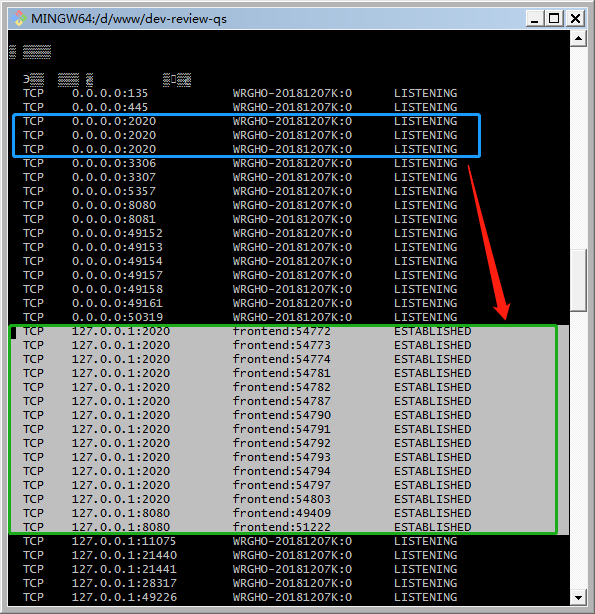 MINGW64:/d/www/dev-review-qs
TCP 0.0.0.0:135 WRGHO-20181207K:0 LISTENING
TCP 0.0.0.0:445 WRGHO-20181207K:0 LISTENING
TCP 0.0.0.0:2020 WRGHO-20181207K:0 LISTENING
TCP 0.0.0.0:2020 WRGHO-20181207K:0 LISTENING
TCP 0.0.0.0:2020 WRGHO-20181207K:0 LISTENING
TCP 0.0.0.0:3306 WRGHO-20181207K:0 LISTENING
TCP 0.0.0.0:3307 WRGHO-20181207K:0 LISTENING
TCP 0.0.0.0:5357 WRGHO-20181207K:0 LISTENING
TCP 0.0.0.0:8080 WRGHO-20181207K:0 LISTENING
TCP 0.0.0.0:8081 WRGHO-20181207K:0 LISTENING
TCP 0.0.0.0:49152 WRGHO-20181207K:0 LISTENING
TCP 0.0.0.0:49153 WRGHO-20181207K:0 LISTENING
TCP 0.0.0.0:49154 WRGHO-20181207K:0 LISTENING
TCP 0.0.0.0:49157 WRGHO-20181207K:0 LISTENING
TCP 0.0.0.0:49158 WRGHO-20181207K:0 LISTENING
TCP 0.0.0.0:49161 WRGHO-20181207K:0 LISTENING
TCP 0.0.0.0:50319 WRGHO-20181207K:0 LISTENING
TCP 127.0.0.1:2020 frontend:54772 ESTABLISHED
TCP 127.0.0.1:2020 frontend:54773 ESTABLISHED
TCP 127.0.0.1:2020 frontend:54774 ESTABLISHED
TCP 127.0.0.1:2020 frontend:54781 ESTABLISHED
TCP 127.0.0.1:2020 frontend:54782 ESTABLISHED
TCP 127.0.0.1:2020 frontend:54787 ESTABLISHED
TCP 127.0.0.1:2020 frontend:54790 ESTABLISHED
TCP 127.0.0.1:2020 frontend:54791 ESTABLISHED
TCP 127.0.0.1:2020 frontend:54792 ESTABLISHED
TCP 127.0.0.1:2020 frontend:54793 ESTABLISHED
TCP 127.0.0.1:2020 frontend:54794 ESTABLISHED
TCP 127.0.0.1:2020 frontend:54797 ESTABLISHED
TCP 127.0.0.1:2020 frontend:54803 ESTABLISHED
TCP 127.0.0.1:8080 frontend:49409 ESTABLISHED
TCP 127.0.0.1:8080 frontend:51222 ESTABLISHED
TCP 127.0.0.1:11075 WRGHO-20181207K:0 LISTENING
TCP 127.0.0.1:21440 WRGHO-20181207K:0 LISTENING
TCP 127.0.0.1:21441 WRGHO-20181207K:0 LISTENING
TCP 127.0.0.1:28317 WRGHO-20181207K:0 LISTENING
TCP 127.0.0.1:49226 WRGHO-20181207K:0 LISTENING